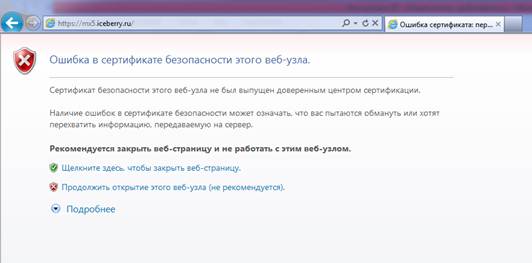 https://mx5.iceberry.ru/
Ошибка сертификата: пер...
Ошибка в сертификате безопасности этого веб-узла.
Сертификат безопасности этого веб-узла не был выпущен доверенным центром сертификации.
Наличие ошибок в сертификате безопасности может означать, что вас пытаются обмануть или хотят
перехватить информацию, передаваемую на сервер.
Рекомендуется закрыть веб-страницу и не работать с этим веб-узлом.
Щелкните здесь, чтобы закрыть веб-страницу.
Продолжить открытие этого веб-узла (не рекомендуется).
Подробнее